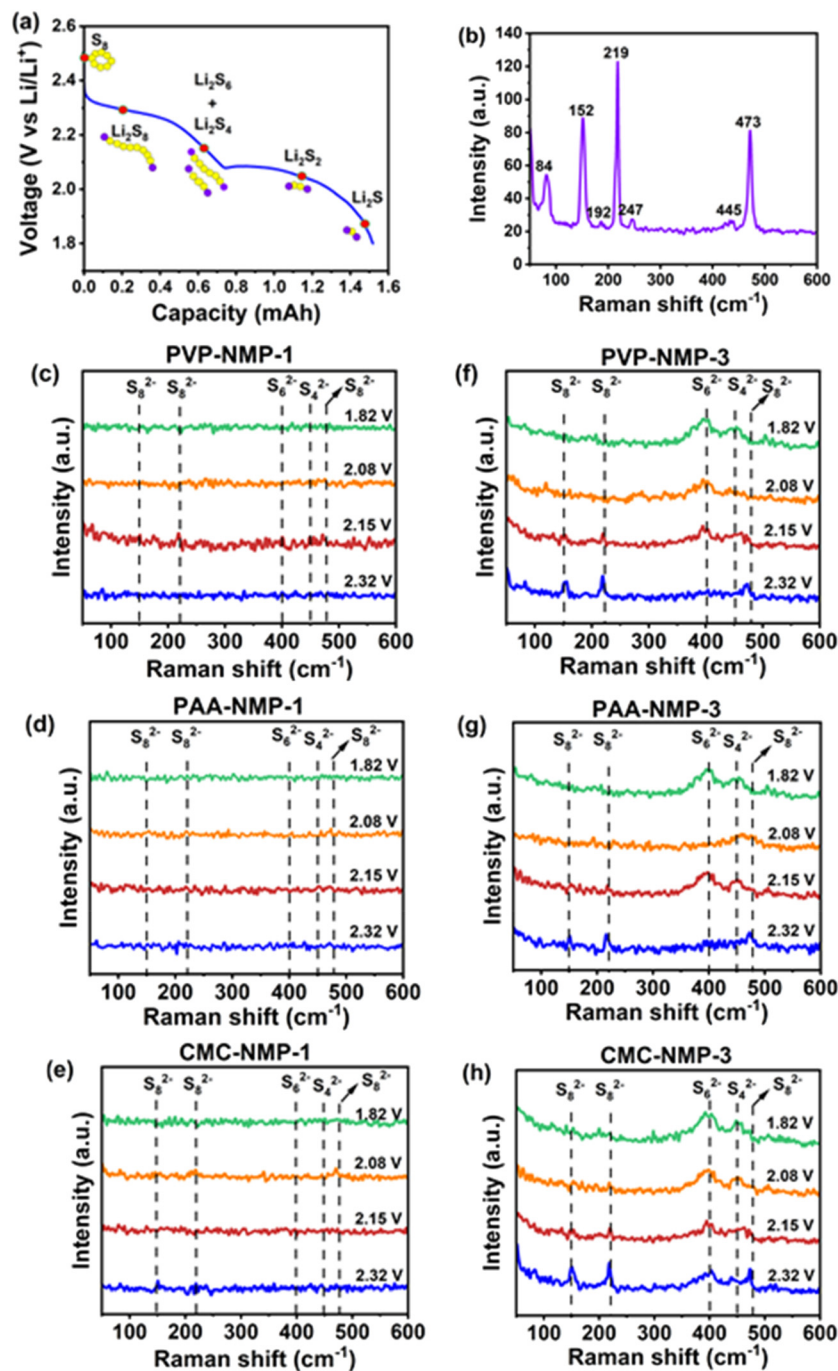 (a)
2.6
2.4
2.2
2.0
1.8
Voltage (V vs Li/Li⁺)
S₈
Li₂S₈
Li₂S₆
+
Li₂S₄
Li₂S₂
Li₂S
0.0 0.2 0.4 0.6 0.8 1.0 1.2 1.4 1.6
Capacity (mAh)
(b)
140
120
100
80
60
40
20
0
Intensity (a.u.)
84
152
192
219
247
445
473
100 200 300 400 500 600
Raman shift (cm⁻¹)
PVP-NMP-1
(c)
S₈²⁻ S₈²⁻ S₆²⁻ S₄²⁻ S₈²⁻
1.82 V
2.08 V
2.15 V
2.32 V
Intensity (a.u.)
100 200 300 400 500 600
Raman shift (cm⁻¹)
PVP-NMP-3
(f)
S₈²⁻ S₈²⁻ S₆²⁻ S₄²⁻ S₈²⁻
1.82 V
2.08 V
2.15 V
2.32 V
Intensity (a.u.)
100 200 300 400 500 600
Raman shift (cm⁻¹)
PAA-NMP-1
(d)
S₈²⁻ S₈²⁻ S₆²⁻ S₄²⁻ S₈²⁻
1.82 V
2.08 V
2.15 V
2.32 V
Intensity (a.u.)
100 200 300 400 500 600
Raman shift (cm⁻¹)
PAA-NMP-3
(g)
S₈²⁻ S₈²⁻ S₆²⁻ S₄²⁻ S₈²⁻
1.82 V
2.08 V
2.15 V
2.32 V
Intensity (a.u.)
100 200 300 400 500 600
Raman shift (cm⁻¹)
CMC-NMP-1
(e)
S₈²⁻ S₈²⁻ S₆²⁻ S₄²⁻ S₈²⁻
1.82 V
2.08 V
2.15 V
2.32 V
Intensity (a.u.)
100 200 300 400 500 600
Raman shift (cm⁻¹)
CMC-NMP-3
(h)
S₈²⁻ S₈²⁻ S₆²⁻ S₄²⁻ S₈²⁻
1.82 V
2.08 V
2.15 V
2.32 V
Intensity (a.u.)
100 200 300 400 500 600
Raman shift (cm⁻¹)